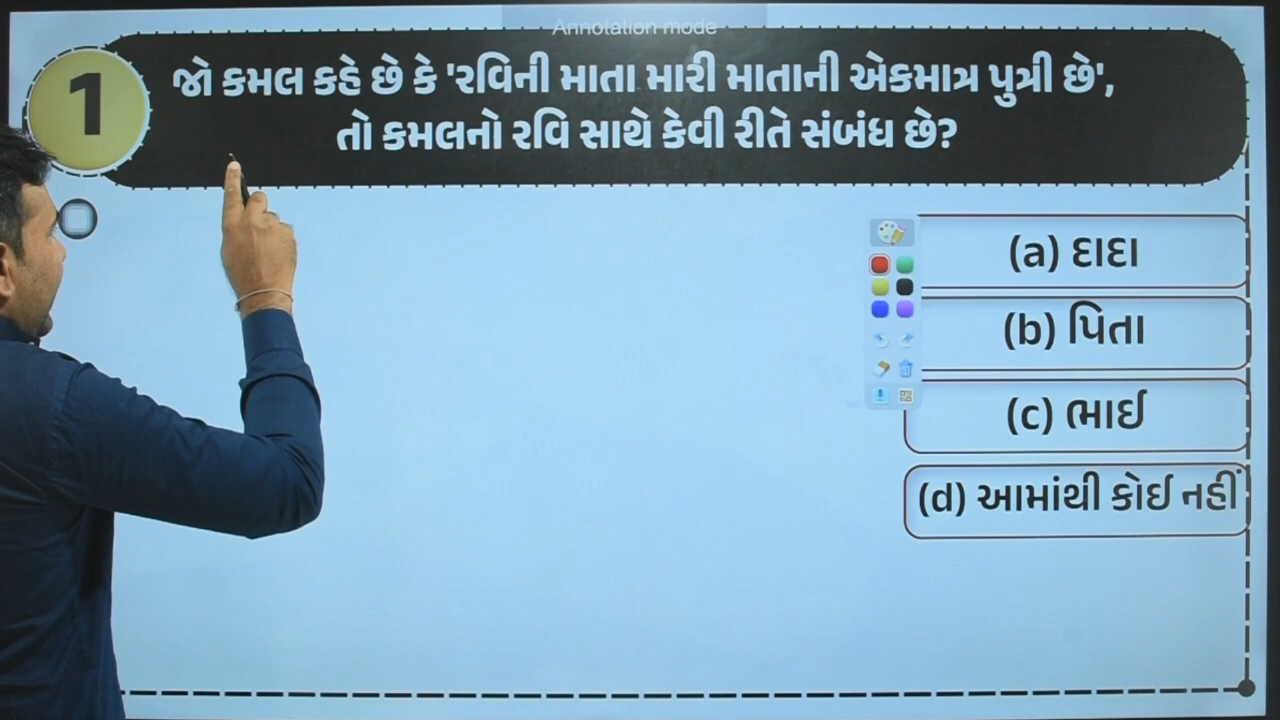 Annotation mode
1
જો કમલ કહે છે કે 'રવિની માતા મારી માતાની એકમાત્ર પુત્રી છે',
તો કમલનો રવિ સાથે કેવી રીતે સંબંધ છે?
(a) દાદા
(b) પિતા
(c) ભાઈ
(d) આમાંથી કોઈ નહીં